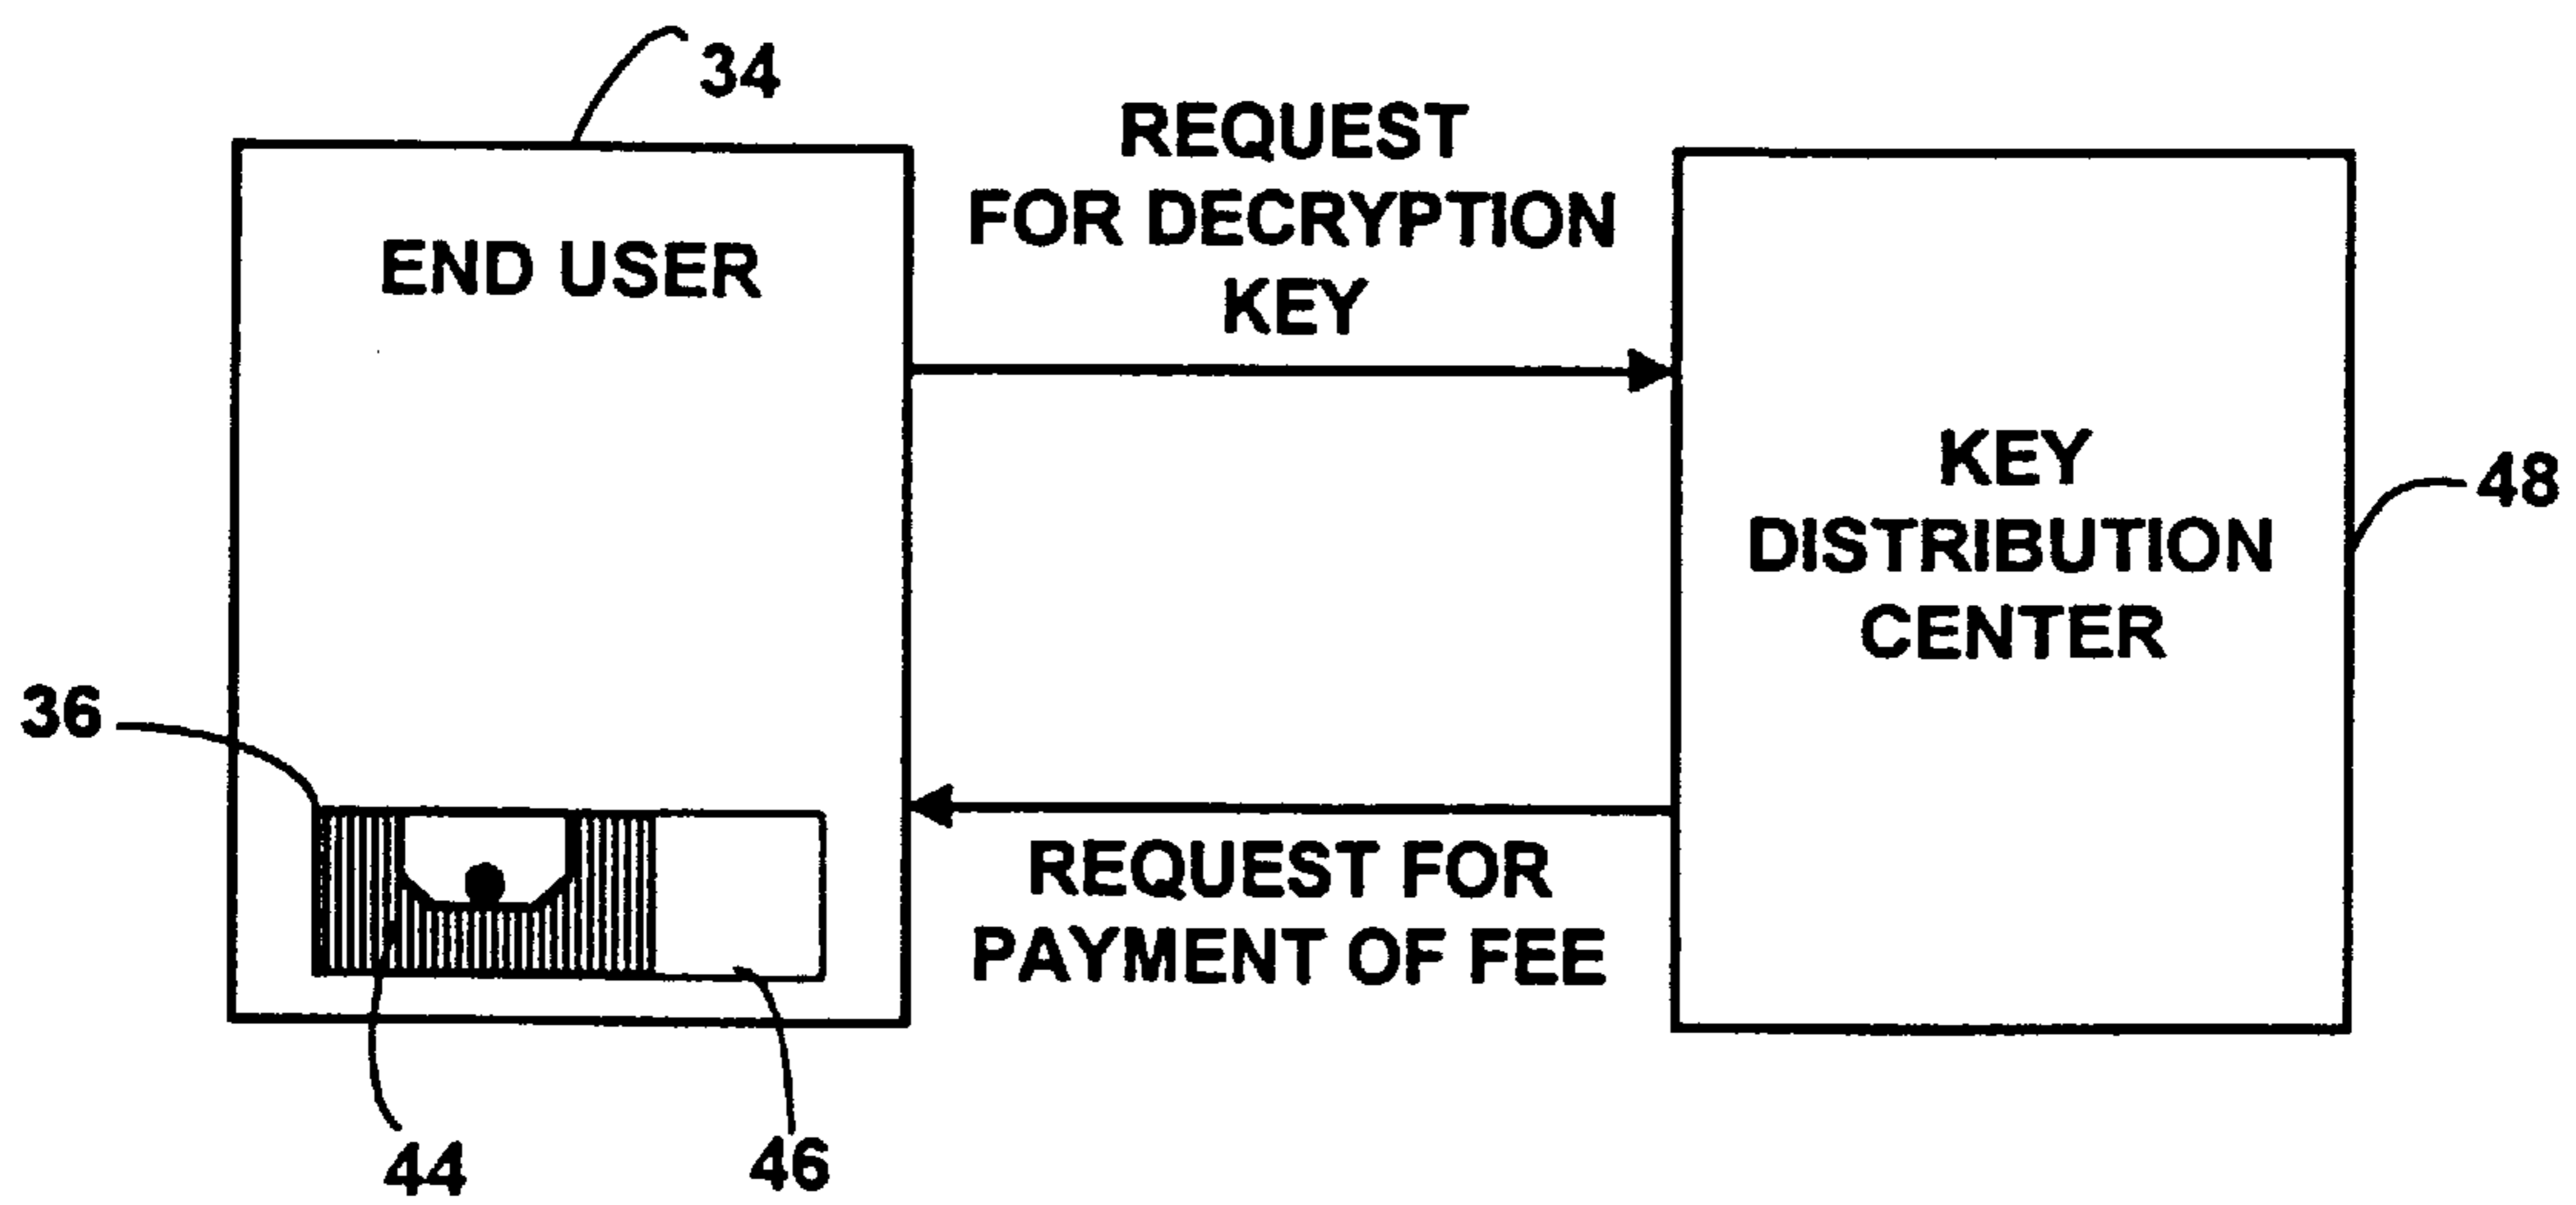 34
REQUEST
FOR DECRYPTION
KEY
END USER
KEY
DISTRIBUTION
CENTER
48
36
REQUEST FOR
PAYMENT OF FEE
44
46